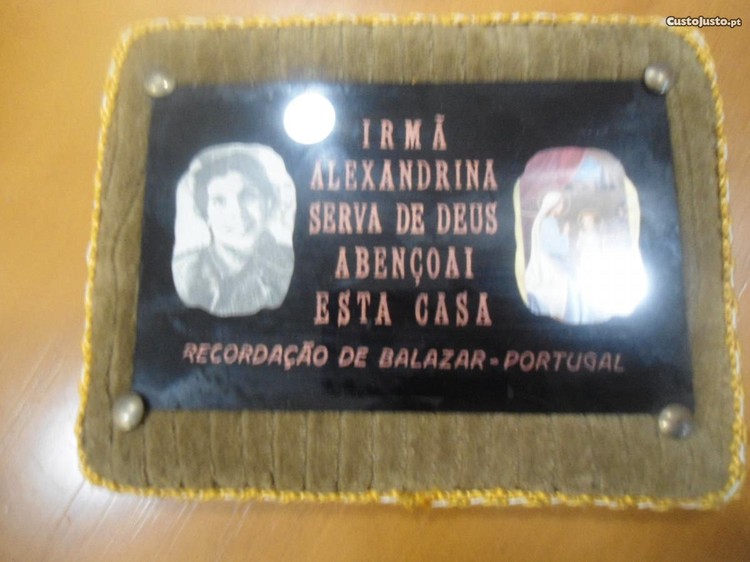 CustoJusto.pt
IRMÃ
ALEXANDRINA
SERVA DE DEUS
ABENÇOAI
ESTA CASA
RECORDAÇÃO DE BALAZAR - PORTUGAL